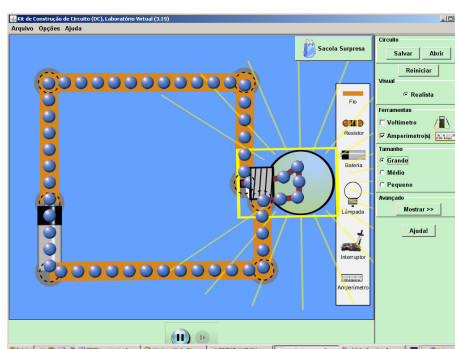 Kit de Construção de Circuito (DC), Laboratório Virtual (3.19)
Arquivo Opções Ajuda
Sacola Surpresa
Fio
Resistor
Bateria
Lâmpada
Interruptor
Amperímetro
Circuito
Salvar
Abrir
Reiniciar
Visual
Realista
Ferramentas
Voltímetro
Amperímetro(s)
Tamanho
Grande
Médio
Pequeno
Avançado
Mostrar >>
Ajuda!